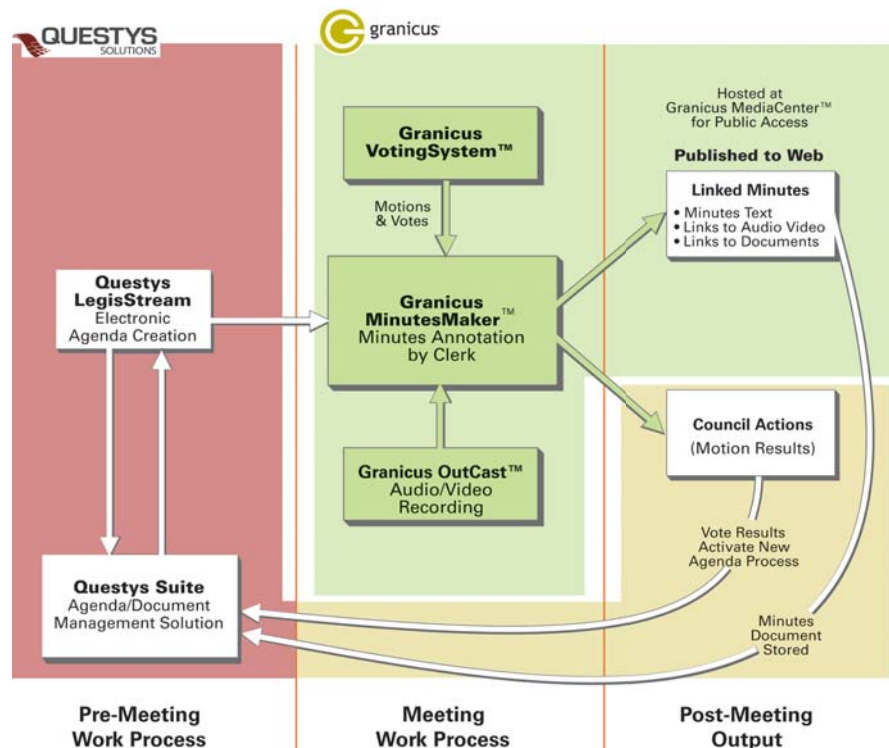 QUESTYS
SOLUTIONS
granicus®
Hosted at
Granicus MediaCenter™
for Public Access
Published to Web
Linked Minutes
• Minutes Text
• Links to Audio Video
• Links to Documents
Granicus
VotingSystem™
Motions
& Votes
Questys
LegisStream
Electronic
Agenda Creation
Granicus
MinutesMaker™
Minutes Annotation
by Clerk
Council Actions
(Motion Results)
Granicus OutCast™
Audio/Video
Recording
Vote Results
Activate New
Agenda Process
Questys Suite
Agenda/Document
Management Solution
Minutes
Document
Stored
Pre-Meeting
Work Process
Meeting
Work Process
Post-Meeting
Output